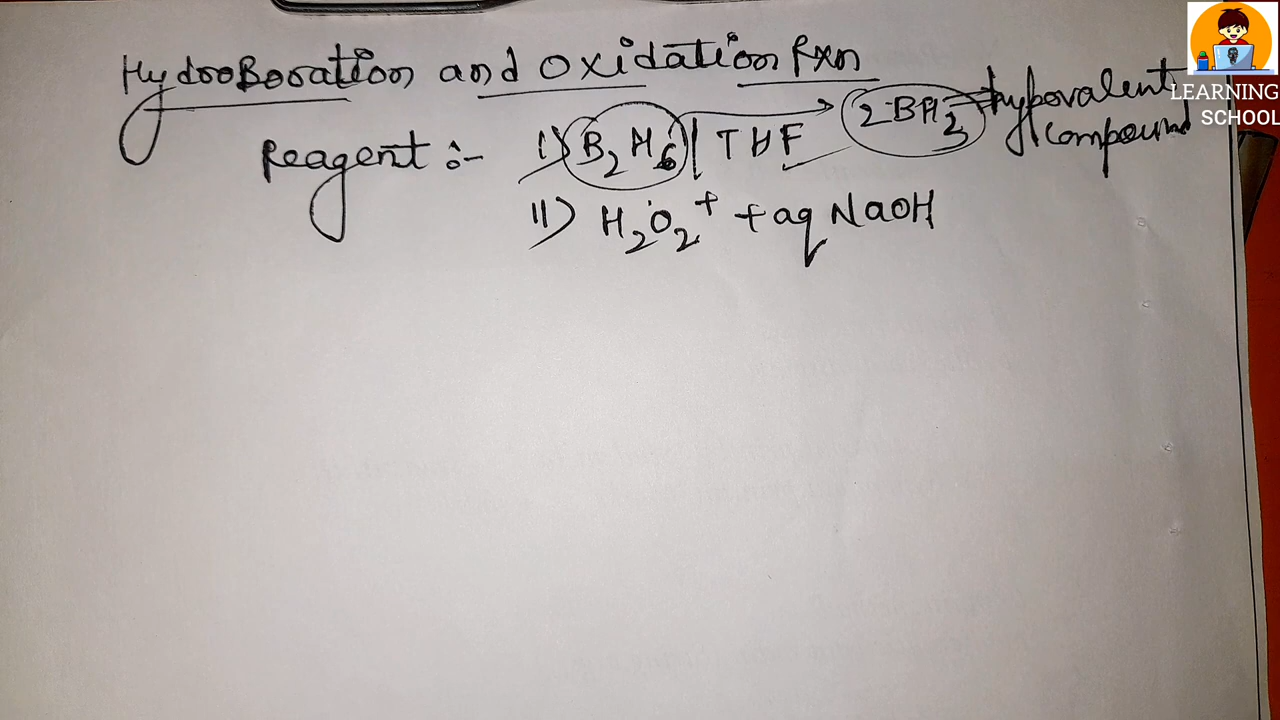 HydroBoration and Oxidation Rxn
Reagent :- I) B2H6 | THF → 2BH3 → hypovalent compound
II) H2O2+ + aq NaOH
LEARNING
SCHOOL